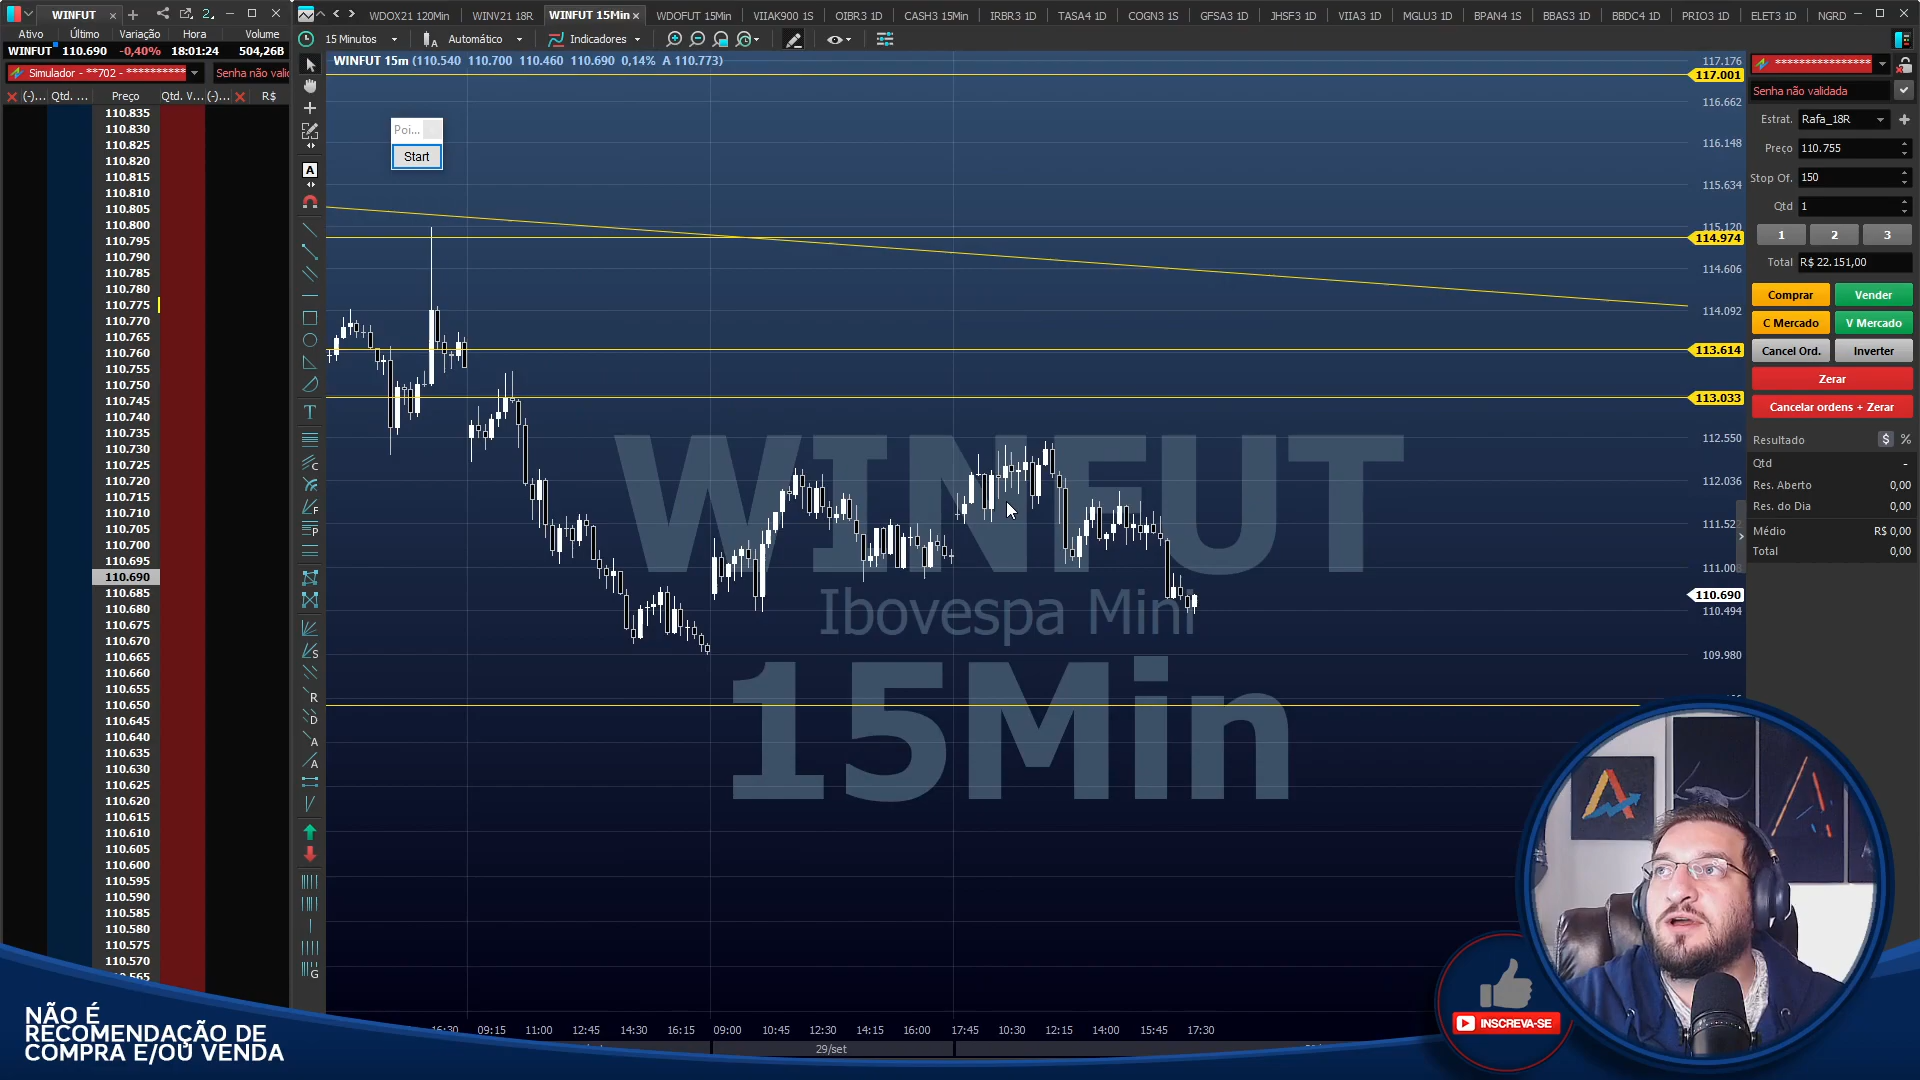 WINFUT
Ativo Último Variação Hora Volume
WINFUT 110.690 -0,40% 18:01:24 504,26B
Simulador - **702 - *********** Senha não vali
(-)... Qtd. ... Preço Qtd. V... (-)... R$
110.835
110.830
110.825
110.820
110.815
110.810
110.805
110.800
110.795
110.790
110.785
110.780
110.775
110.770
110.765
110.760
110.755
110.750
110.745
110.740
110.735
110.730
110.725
110.720
110.715
110.710
110.705
110.700
110.695
110.690
110.685
110.680
110.675
110.670
110.665
110.660
110.655
110.650
110.645
110.640
110.635
110.630
110.625
110.620
110.615
110.610
110.605
110.600
110.595
110.590
110.585
110.580
110.575
110.570
110.565
WDOX21 120Min WINV21 18R WINFUT 15Min WDOFUT 15Min VIIAK900 1S OIBR3 1D CASH3 15Min IRBR3 1D TASA4 1D COGN3 1S GFSA3 1D JHSF3 1D VIIA3 1D MGLU3 1D BPAN4 1S BBAS3 1D BBDC4 1D PRIO3 1D ELET3 1D NGRD
15 Minutos Automático Indicadores
WINFUT 15m (110.540 110.700 110.460 110.690 0,14% A 110.773)
Poi...
Start
WINFUT
Ibovespa Mini
15Min
117.176
117.001
116.662
116.148
115.634
115.120
114.974
114.606
114.092
113.614
113.033
112.550
112.036
111.522
111.008
110.690
110.494
109.980
16:30 09:15 11:00 12:45 14:30 16:15 09:00 10:45 12:30 14:15 16:00 17:45 10:30 12:15 14:00 15:45 17:30
29/set
****************
Senha não validada
Estrat. Rafa_18R
Preço 110.755
Stop Of. 150
Qtd 1
1 2 3
Total R$ 22.151,00
Comprar Vender
C Mercado V Mercado
Cancel Ord. Inverter
Zerar
Cancelar ordens + Zerar
Resultado $ %
Qtd -
Res. Aberto 0,00
Res. do Dia 0,00
Médio R$ 0,00
Total 0,00
NÃO É
RECOMENDAÇÃO DE
COMPRA E/OU VENDA
INSCREVA-SE